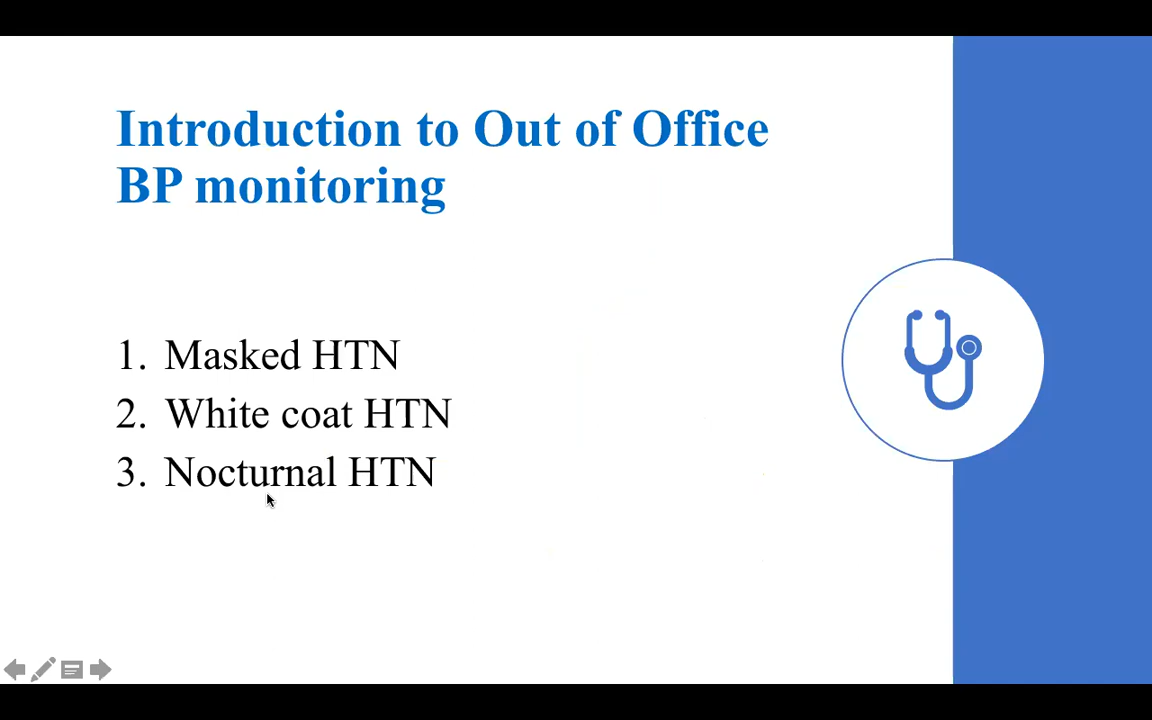 Introduction to Out of Office
BP monitoring
1. Masked HTN
2. White coat HTN
3. Nocturnal HTN